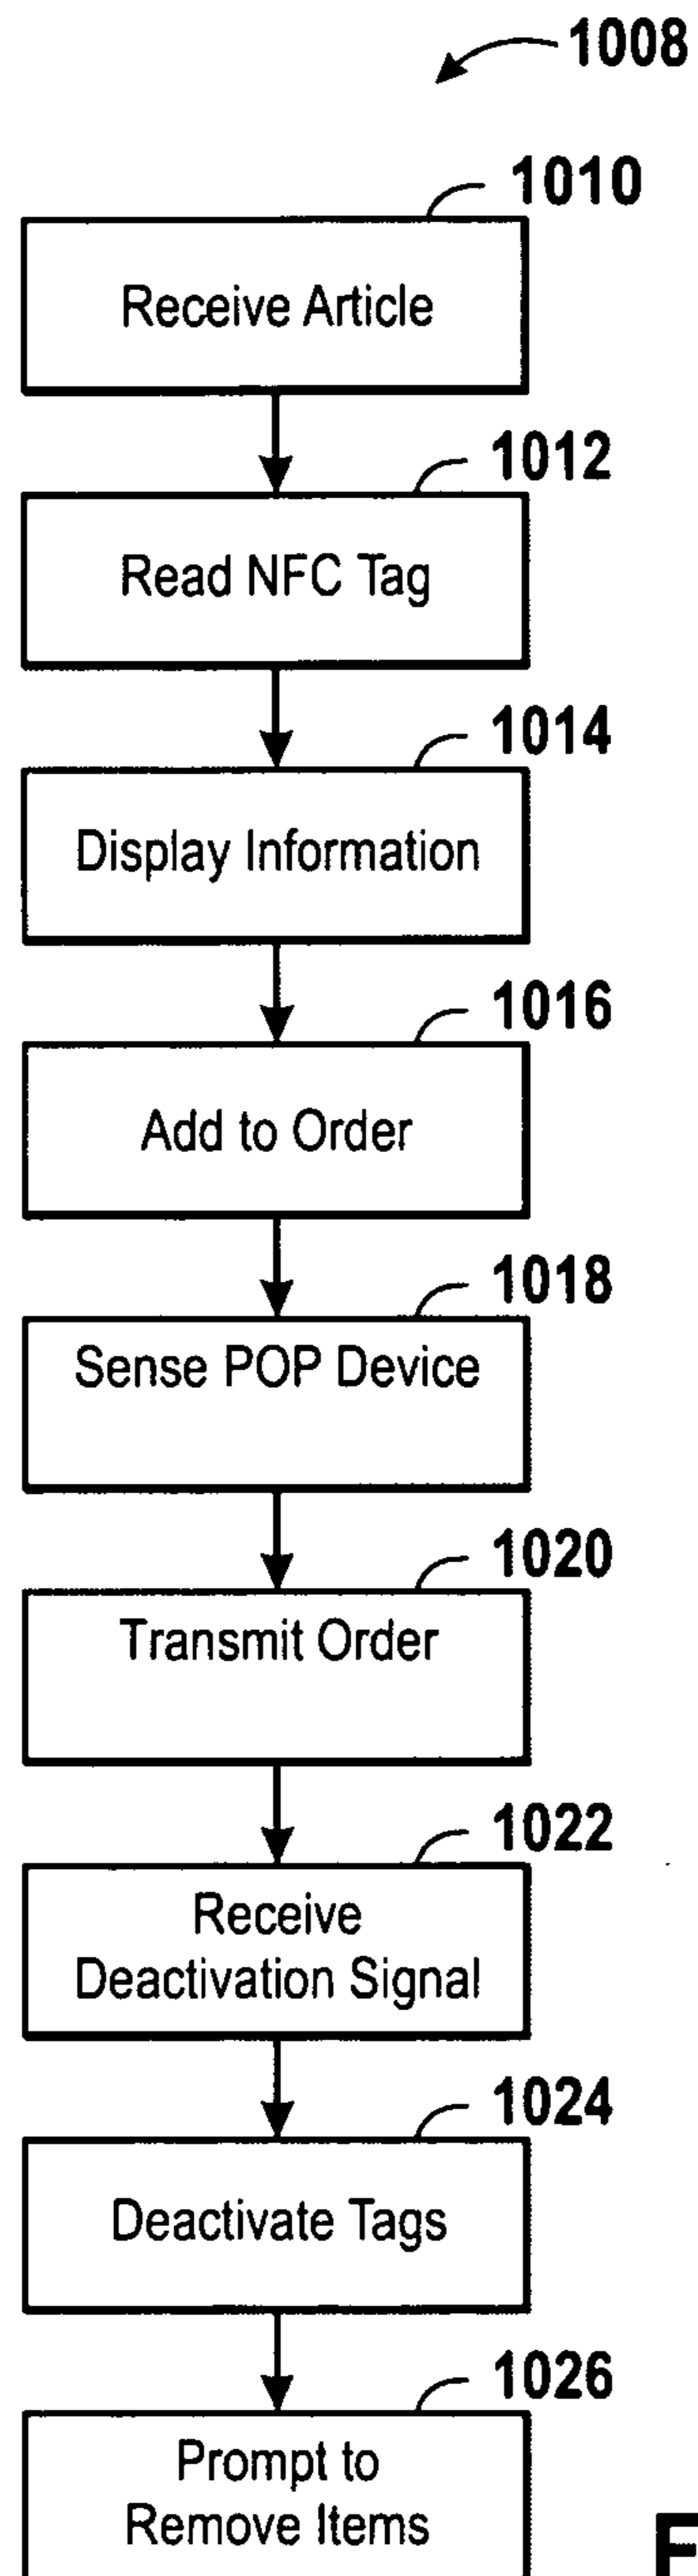 1008
1010
Receive Article
1012
Read NFC Tag
1014
Display Information
1016
Add to Order
1018
Sense POP Device
1020
Transmit Order
1022
Receive
Deactivation Signal
1024
Deactivate Tags
1026
Prompt to
Remove Items